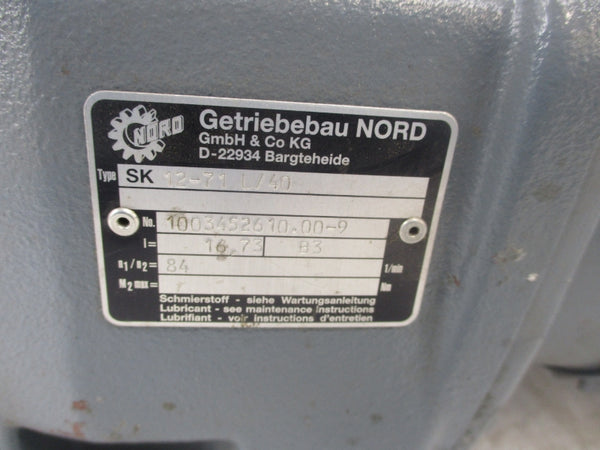 NORD
Getriebebau NORD
GmbH & Co KG
D-22934 Bargteheide
Type SK 12-71 L/40
No. 1003452610.00-9
i= 16,73 B3
n1/n2= 84 1/min
M2 max= Nm
Schmierstoff - siehe Wartungsanleitung
Lubricant - see maintenance instructions
Lubrifiant - voir instructions d'entretien